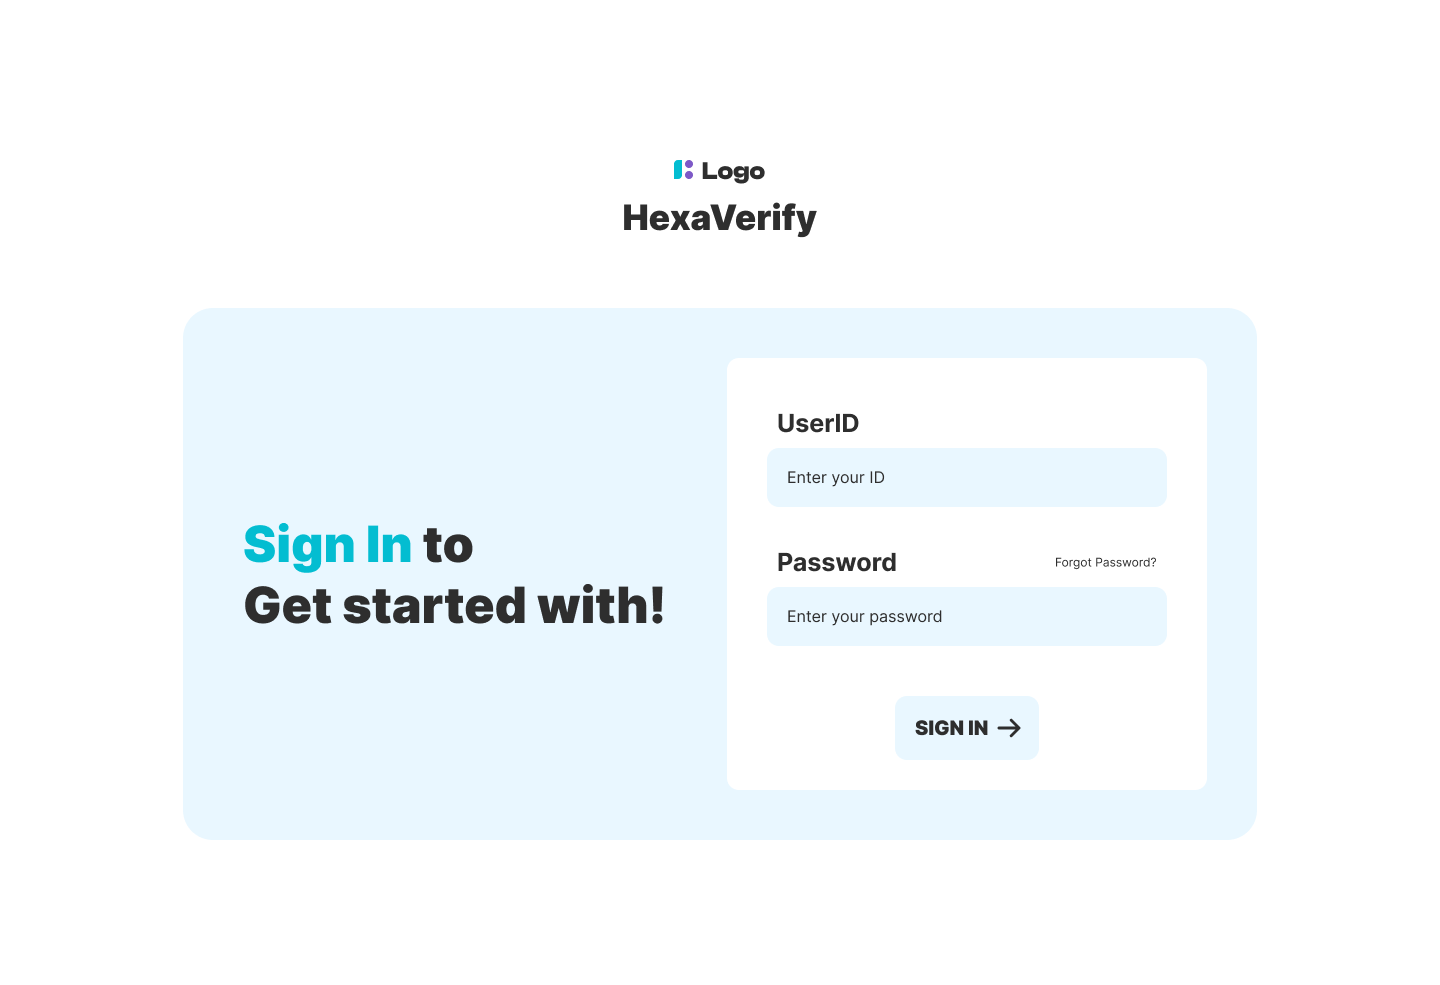 Logo
HexaVerify
Sign In to
Get started with!
UserID
Enter your ID
Password
Forgot Password?
Enter your password
SIGN IN